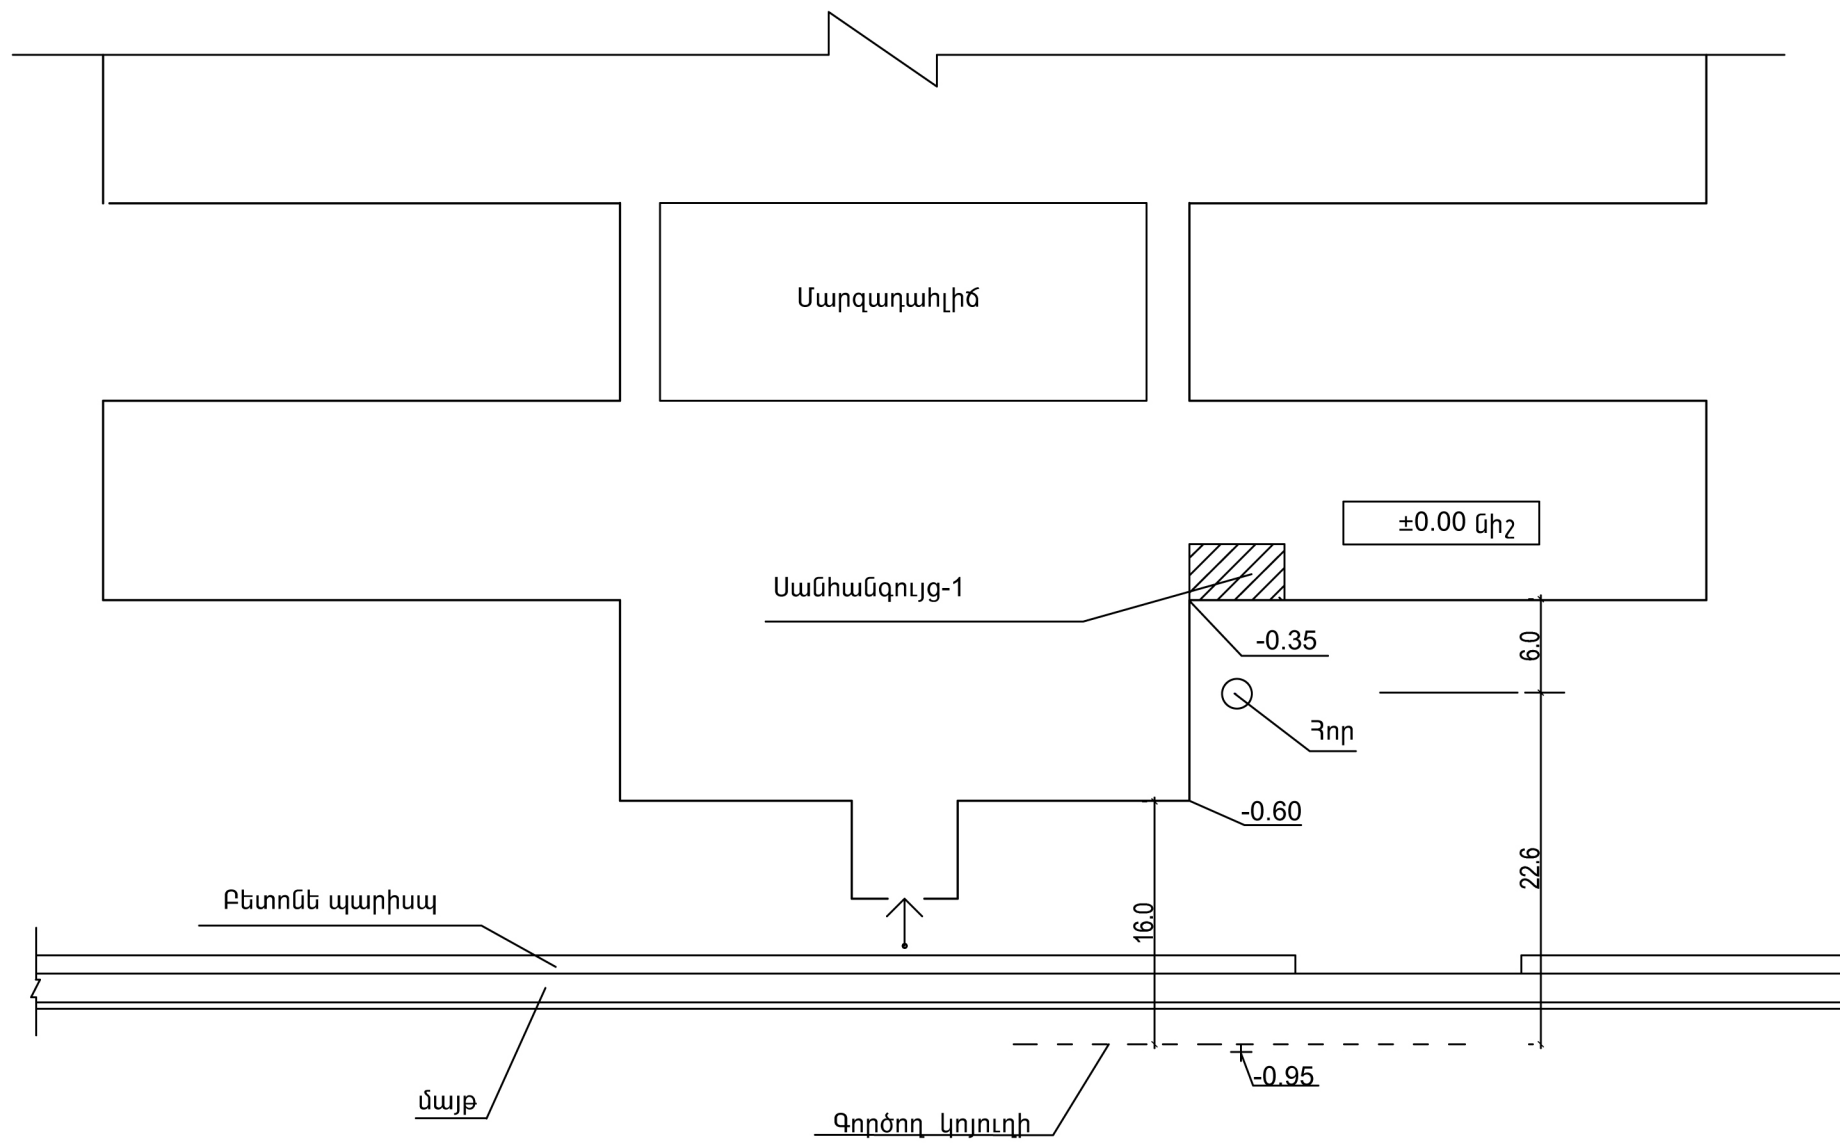 Մարզադահլիճ
±0.00 նիշ
Սանհանգույց-1
-0.35
6.0
Հոր
-0.60
22.6
Բետոնե պարիսպ
16.0
-0.95
մայթ
Գործող կոյուղի